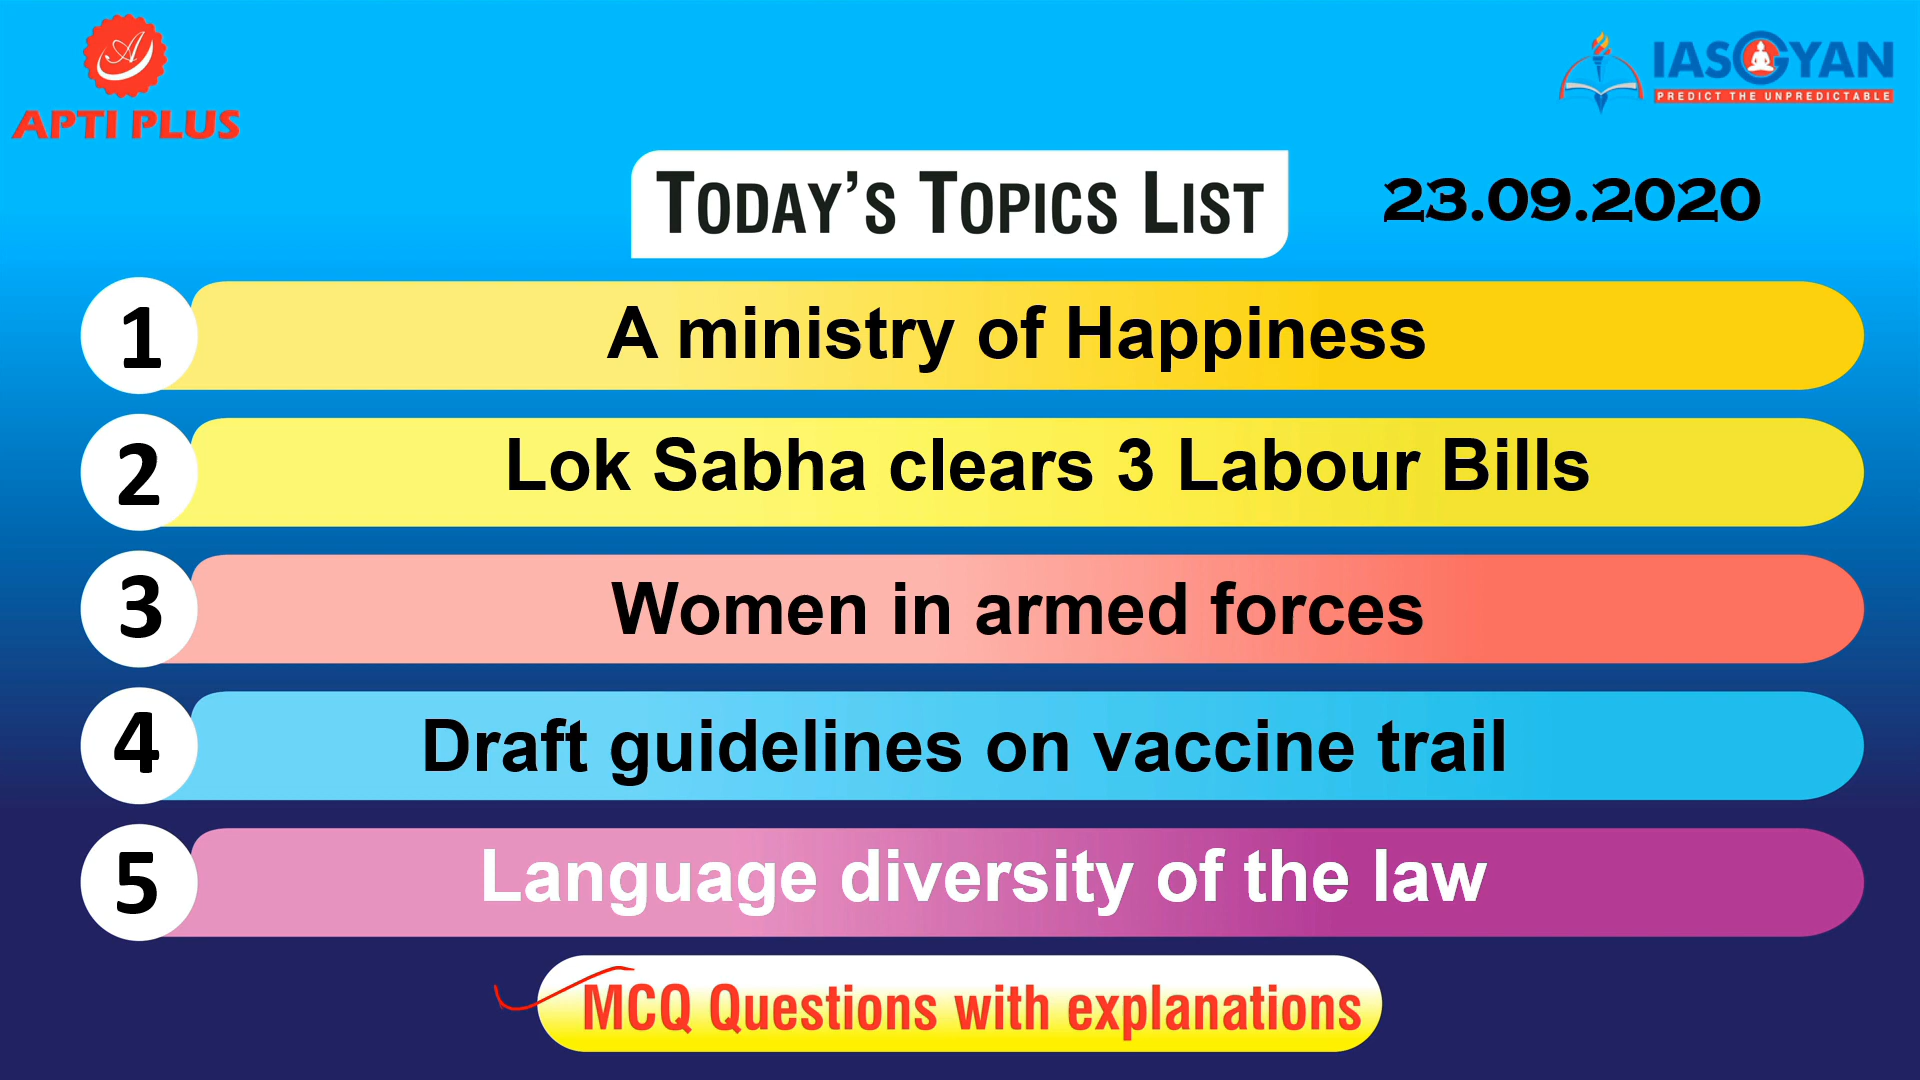 A
APTI PLUS
IASGYAN
PREDICT THE UNPREDICTABLE
TODAY'S TOPICS LIST
23.09.2020
1 A ministry of Happiness
2 Lok Sabha clears 3 Labour Bills
3 Women in armed forces
4 Draft guidelines on vaccine trail
5 Language diversity of the law
MCQ Questions with explanations